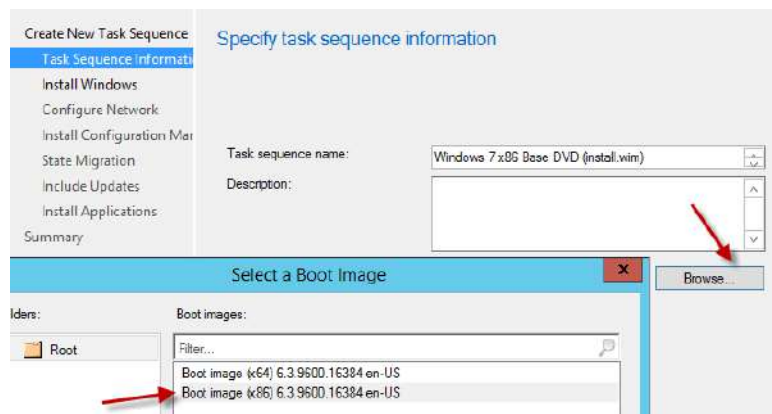 Create New Task Sequence
Specify task sequence information
Task Sequence Informati
Install Windows
Configure Network
Install Configuration Mar
State Migration
Include Updates
Install Applications
Summary
Task sequence name:
Windows 7 x86 Base DVD (install.wim)
Description:
Browse...
Select a Boot Image
x
lders:
Boot images:
Root
Filter...
Boot image (x64) 6.3.9600.16384 en-US
Boot image (x86) 6.3.9600.16384 en-US